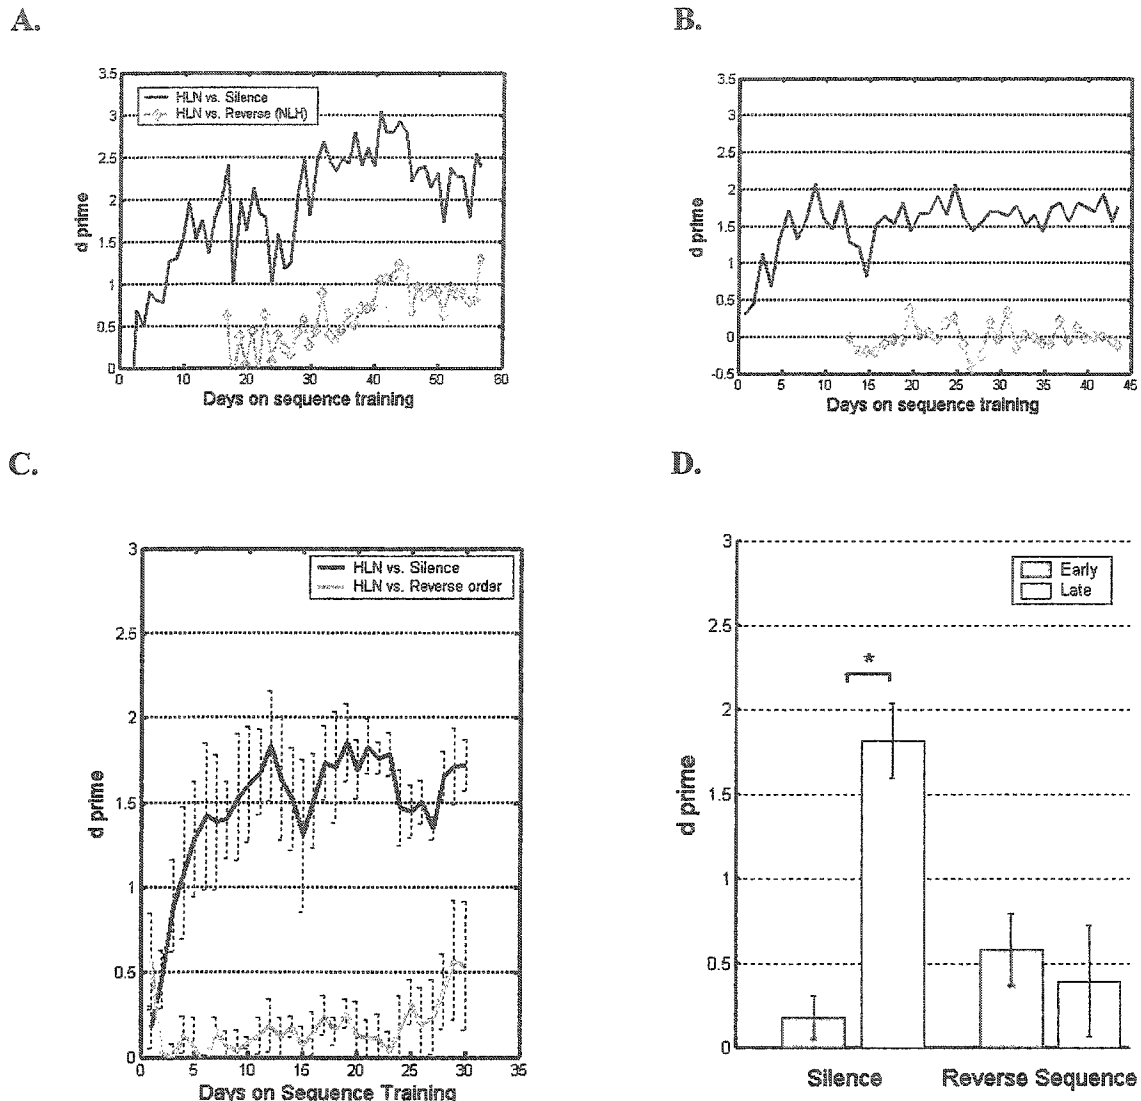 A.
3.5
3
2.5
2
1.5
1
0.5
0
d prime
HLN vs. Silence
HLN vs. Reverse (NLH)
0 10 20 30 40 50 60
Days on sequence training
B.
3.5
3
2.5
2
1.5
1
0.5
0
-0.5
d prime
0 5 10 15 20 25 30 35 40 45
Days on sequence training
C.
3
2.5
2
1.5
1
0.5
0
d prime
HLN vs. Silence
HLN vs. Reverse order
0 5 10 15 20 25 30 35
Days on Sequence Training
D.
3
2.5
2
1.5
1
0.5
0
d prime
Early
Late
*
Silence Reverse Sequence